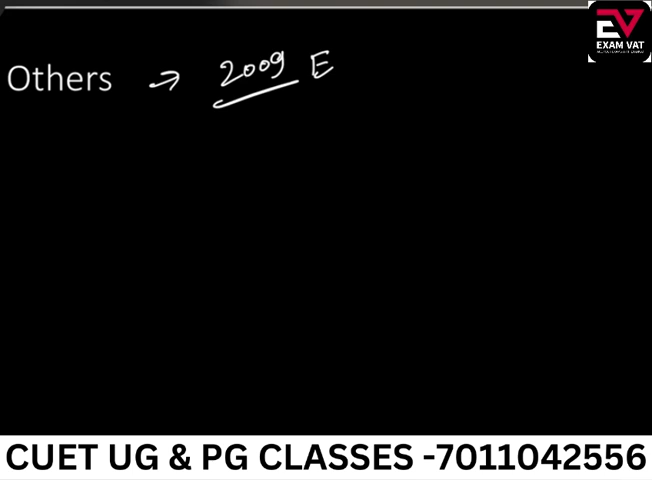 EV
EXAM VAT
Others → 2009 E
CUET UG & PG CLASSES -7011042556